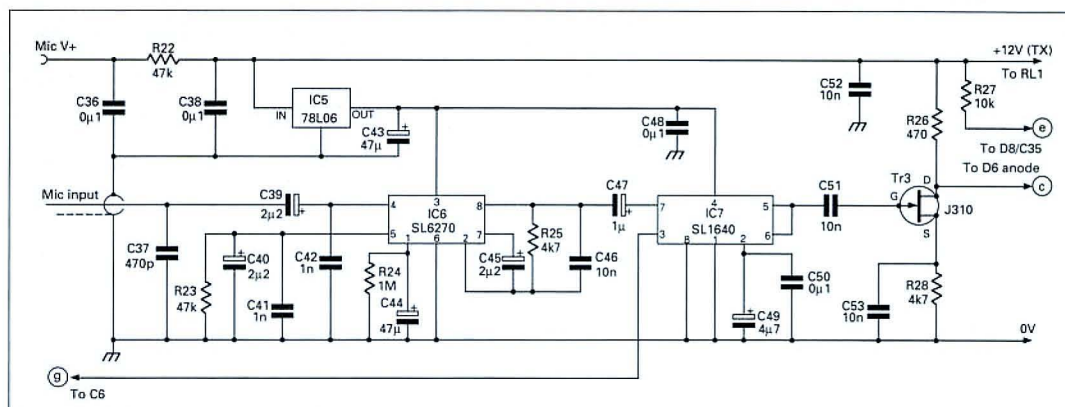 Mic V+
R22
47k
C36
0µ1
C38
0µ1
IN
IC5
78L06
OUT
C43
47µ
+
3
C48
0µ1
4
C52
10n
+12V (TX)
To RL1
R27
10k
R26
470
e
To D8/C35
To D6 anode
c
Tr3
D
G
S
J310
Mic input
C37
470p
C39
2µ2
+
4
8
IC6
SL6270
5
7
1
6
2
C47
1µ
+
7
5
IC7
SL1640
3
6
8
1
2
C51
10n
R23
47k
C40
2µ2
+
C41
1n
C42
1n
R24
1M
C44
47µ
+
C45
2µ2
+
R25
4k7
C46
10n
C49
4µ7
+
C50
0µ1
C53
10n
R28
4k7
0V
g
To C6